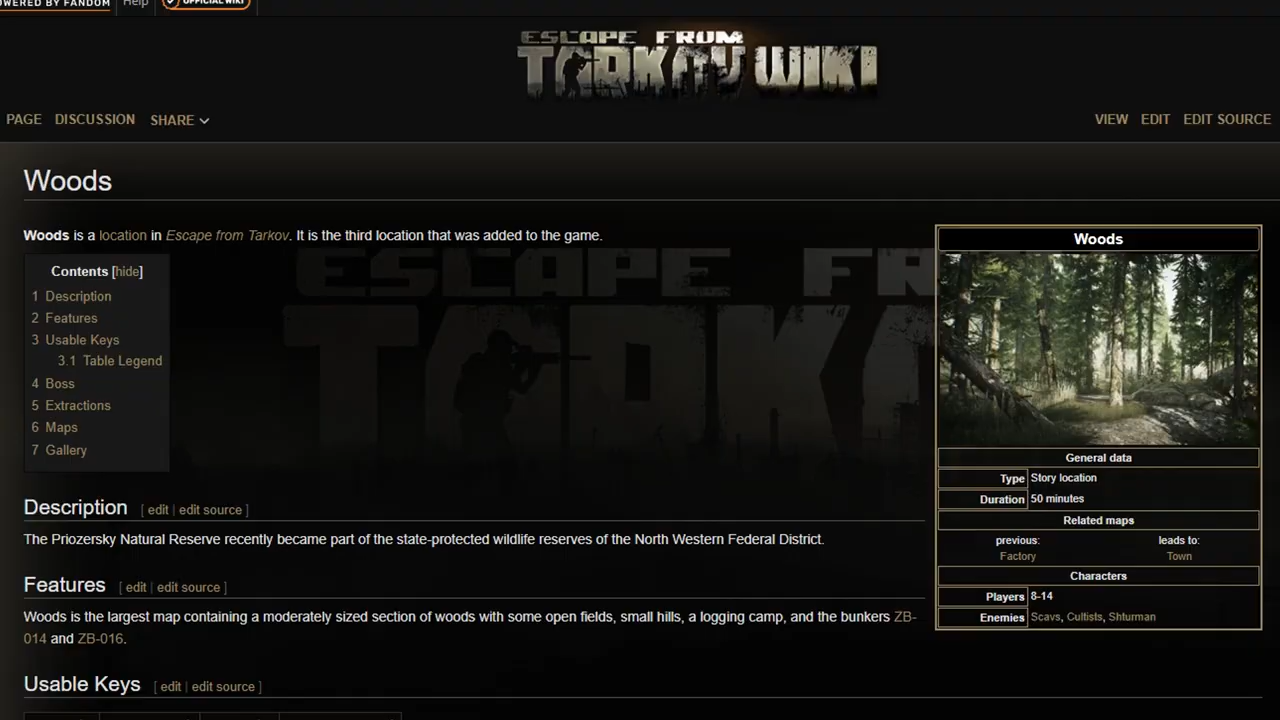 POWERED BY FANDOM
Help
OFFICIAL WIKI
ESCAPE FROM
TARKOV WIKI
PAGE DISCUSSION SHARE
VIEW EDIT EDIT SOURCE
Woods
Woods is a location in Escape from Tarkov. It is the third location that was added to the game.
Contents [hide]
1 Description
2 Features
3 Usable Keys
3.1 Table Legend
4 Boss
5 Extractions
6 Maps
7 Gallery
ESCAPE FR
TARKO
Description [ edit | edit source ]
The Priozersky Natural Reserve recently became part of the state-protected wildlife reserves of the North Western Federal District.
Features [ edit | edit source ]
Woods is the largest map containing a moderately sized section of woods with some open fields, small hills, a logging camp, and the bunkers ZB-
014 and ZB-016.
Usable Keys [ edit | edit source ]
Woods
General data
Type Story location
Duration 50 minutes
Related maps
previous: leads to:
Factory Town
Characters
Players 8-14
Enemies Scavs, Cultists, Shturman